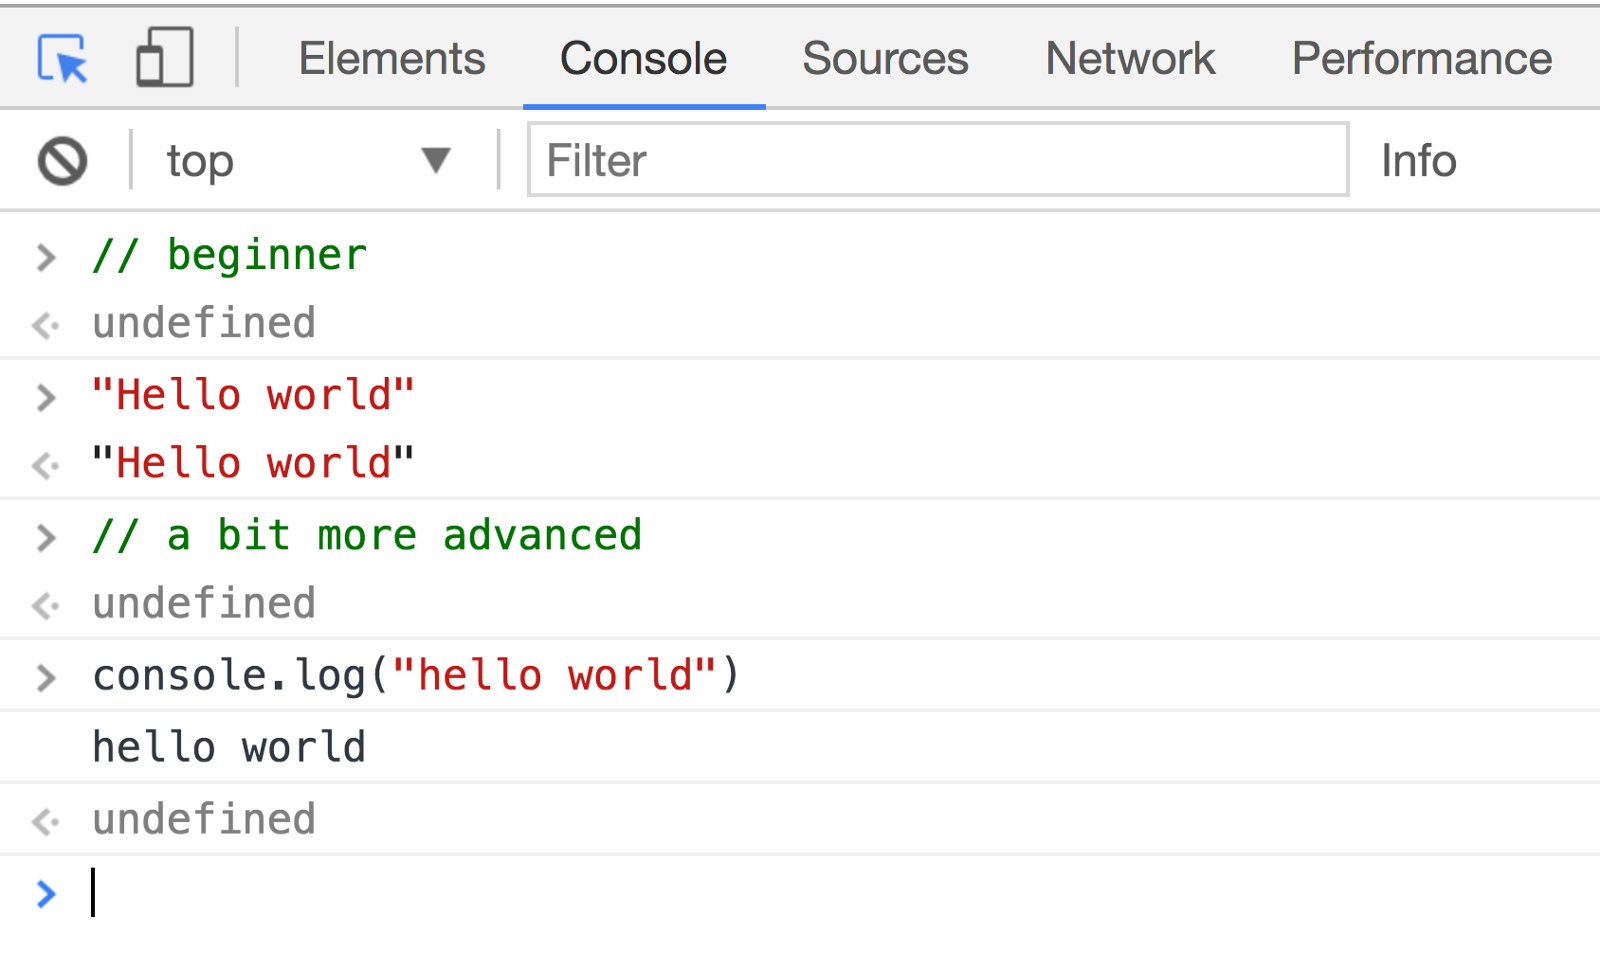 Elements Console Sources Network Performance
top ▼ Filter Info
> // beginner
undefined
> "Hello world"
"Hello world"
> // a bit more advanced
undefined
> console.log("hello world")
hello world
undefined
>